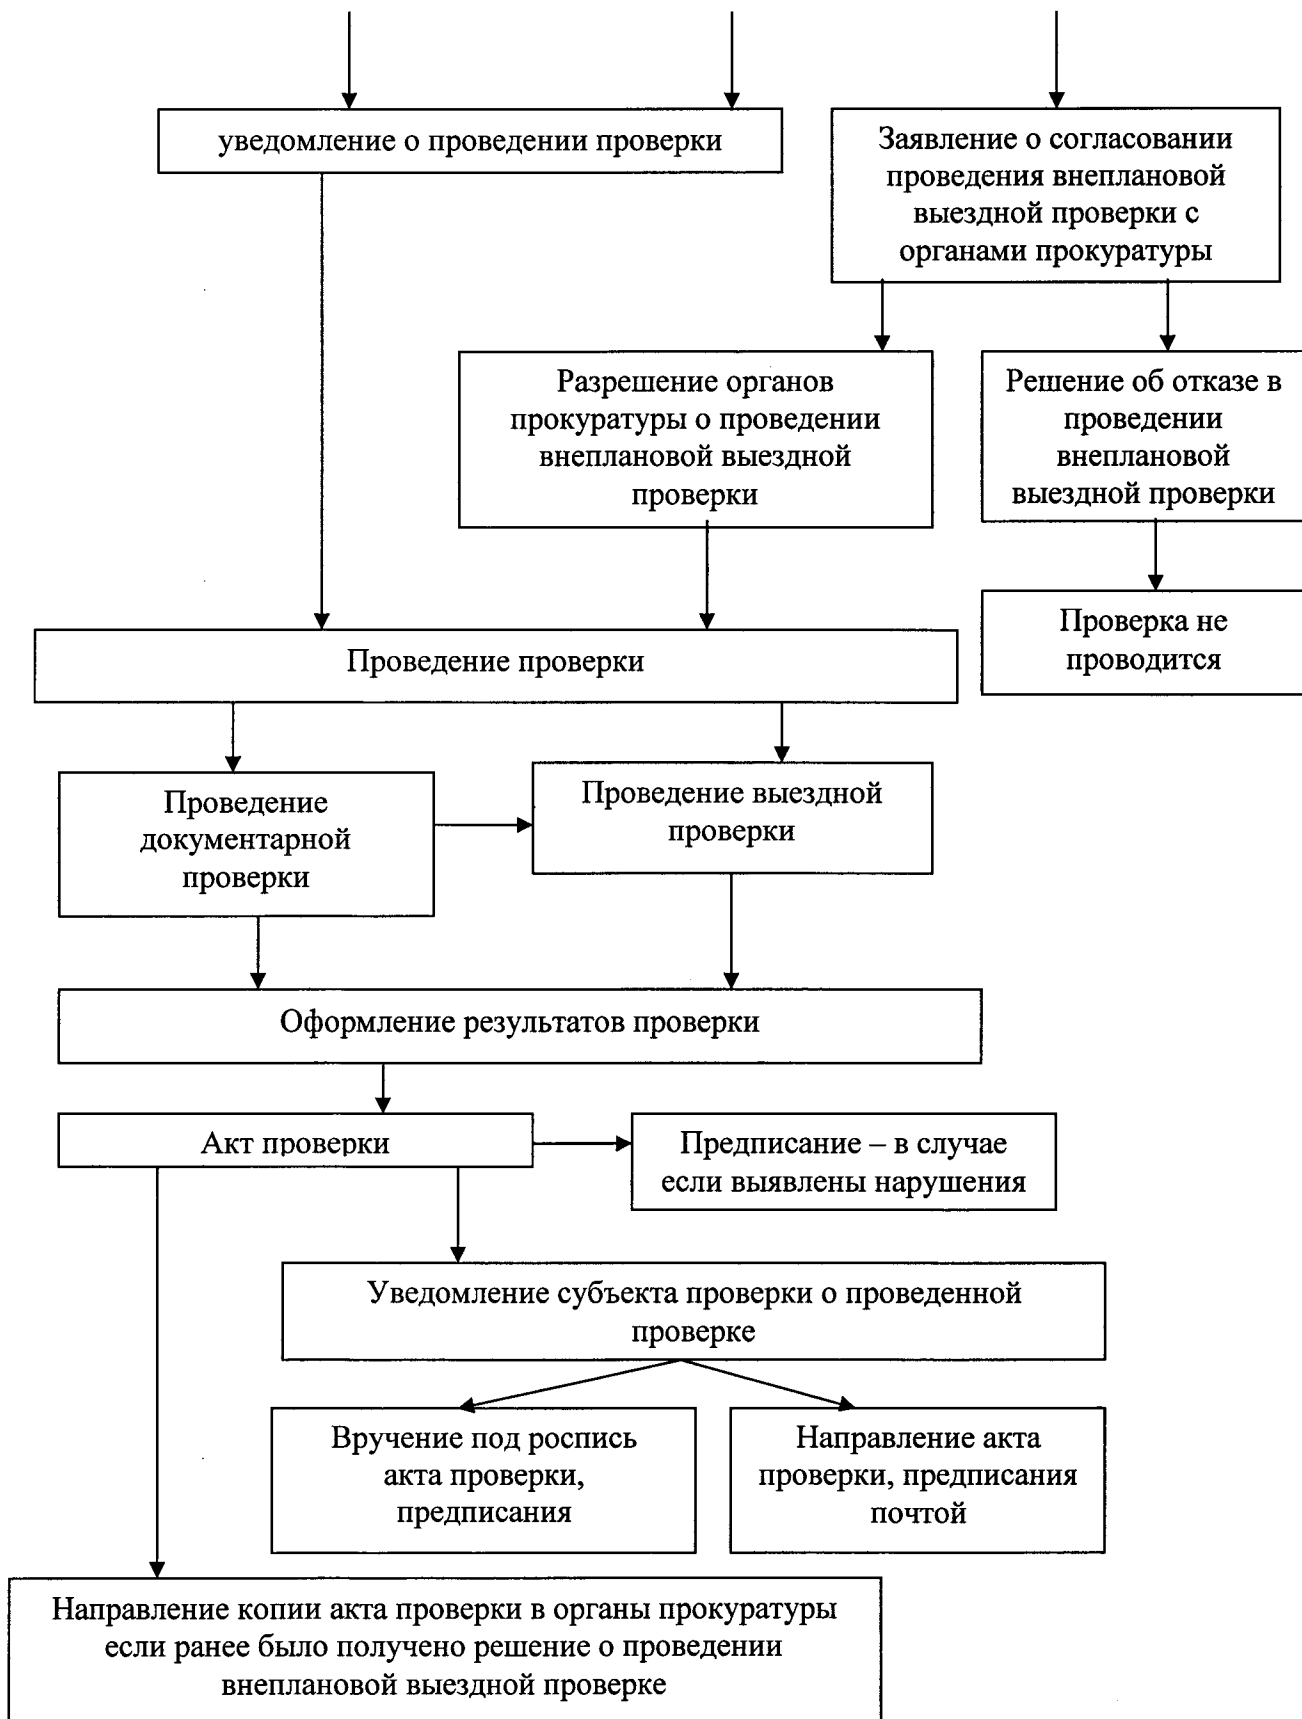 уведомление о проведении проверки
Заявление о согласовании
проведения внеплановой
выездной проверки с
органами прокуратуры
Разрешение органов
прокуратуры о проведении
внеплановой выездной
проверки
Решение об отказе в
проведении
внеплановой
выездной проверки
Проверка не
проводится
Проведение проверки
Проведение
документарной
проверки
Проведение выездной
проверки
Оформление результатов проверки
Акт проверки
Предписание – в случае
если выявлены нарушения
Уведомление субъекта проверки о проведенной
проверке
Вручение под роспись
акта проверки,
предписания
Направление акта
проверки, предписания
почтой
Направление копии акта проверки в органы прокуратуры
если ранее было получено решение о проведении
внеплановой выездной проверке